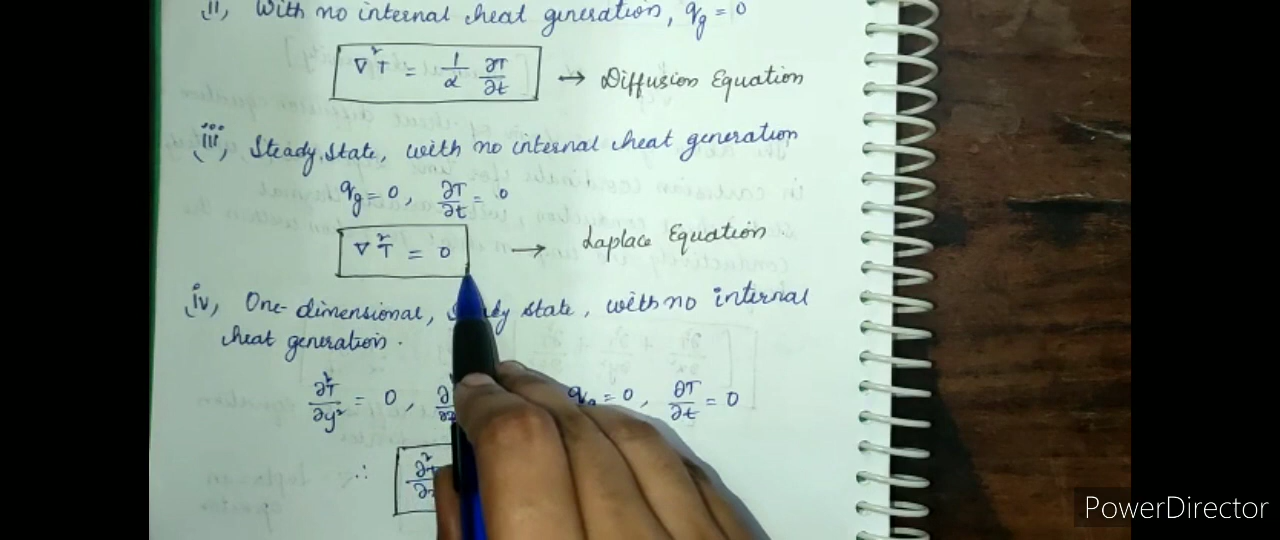 (ii) With no internal heat generation, q_g = 0
∇²T = 1/α ∂T/∂t → Diffusion Equation
(iii) Steady State, with no internal heat generation
q_g = 0, ∂T/∂t = 0
∇²T = 0 → Laplace Equation
(iv) One-dimensional, state, with no internal
heat generation.
∂²T/∂y² = 0, = 0, ∂T/∂t = 0
∴
PowerDirector